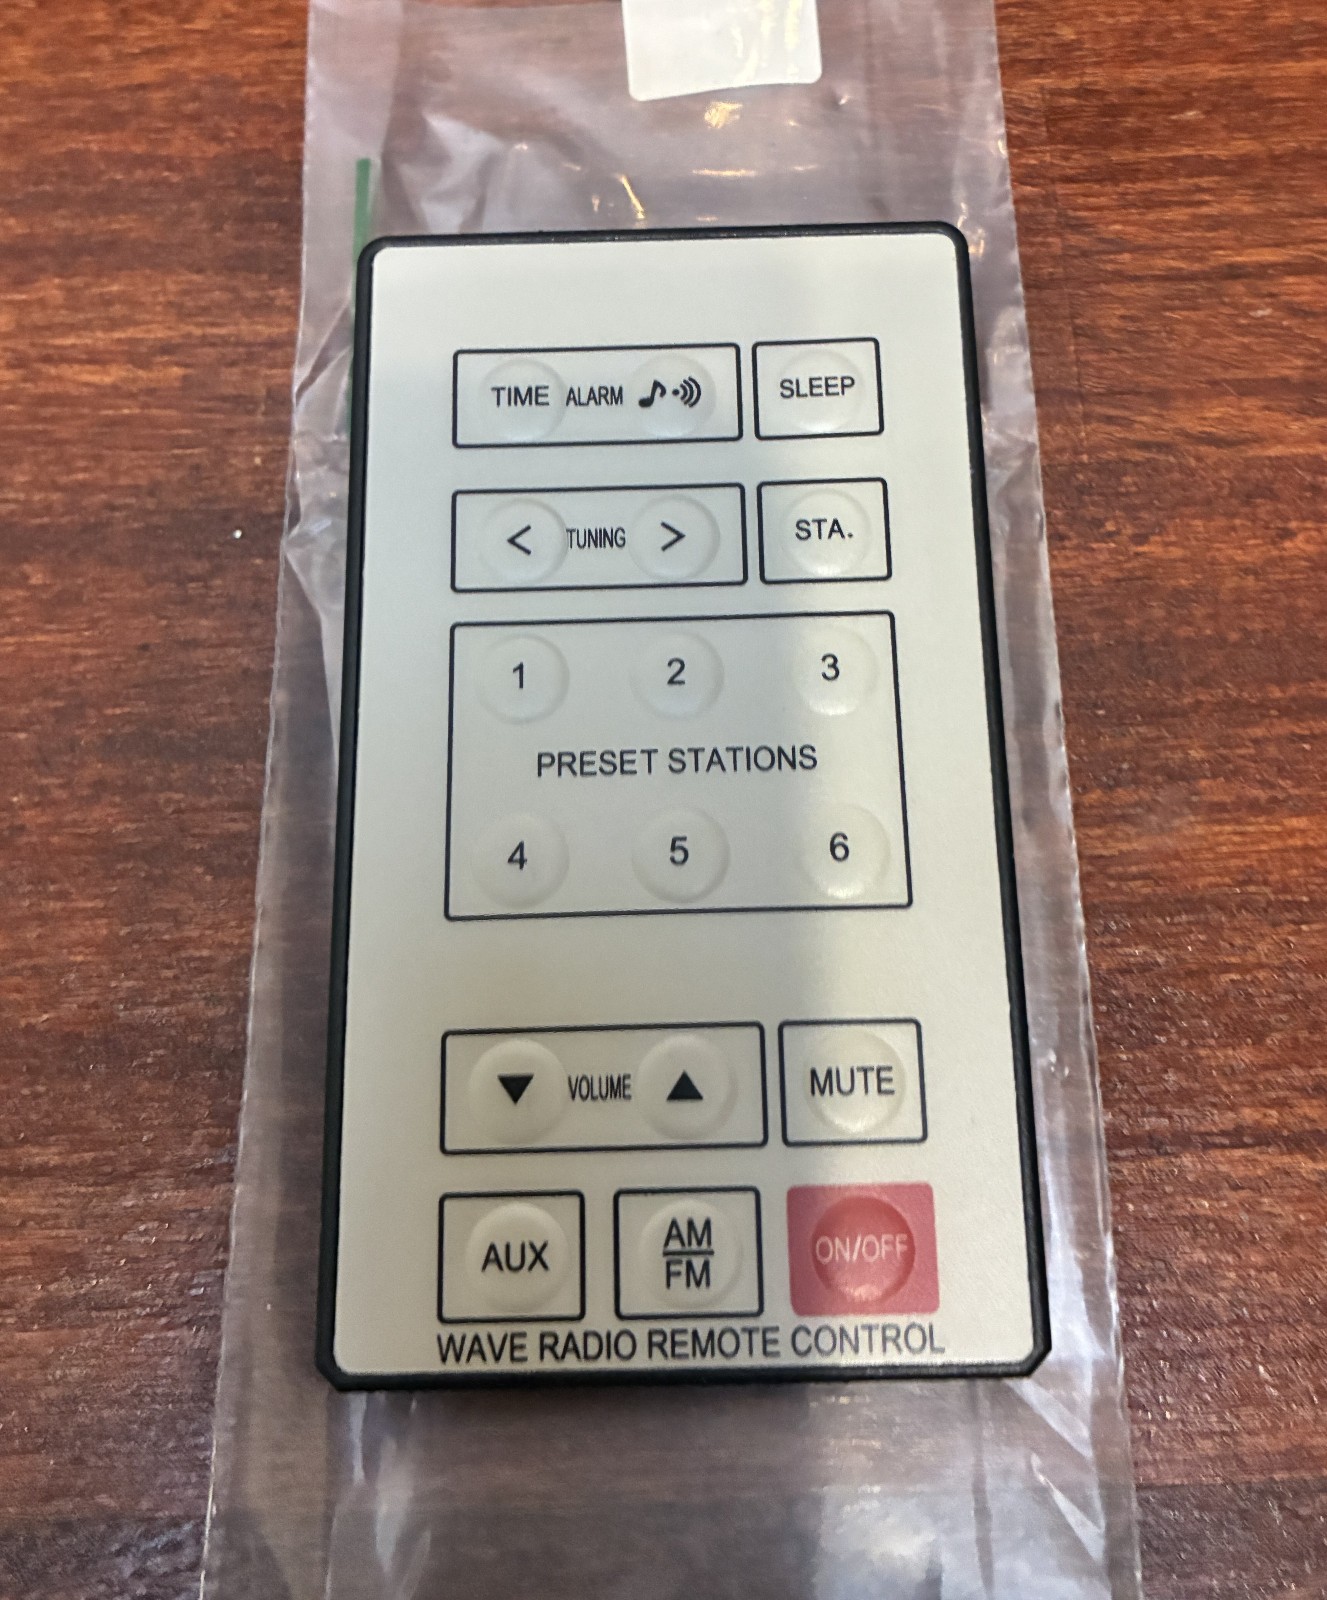 TIME ALARM SLEEP
< TUNING > STA.
1 2 3
PRESET STATIONS
4 5 6
VOLUME MUTE
AUX AM/FM ON/OFF
WAVE RADIO REMOTE CONTROL